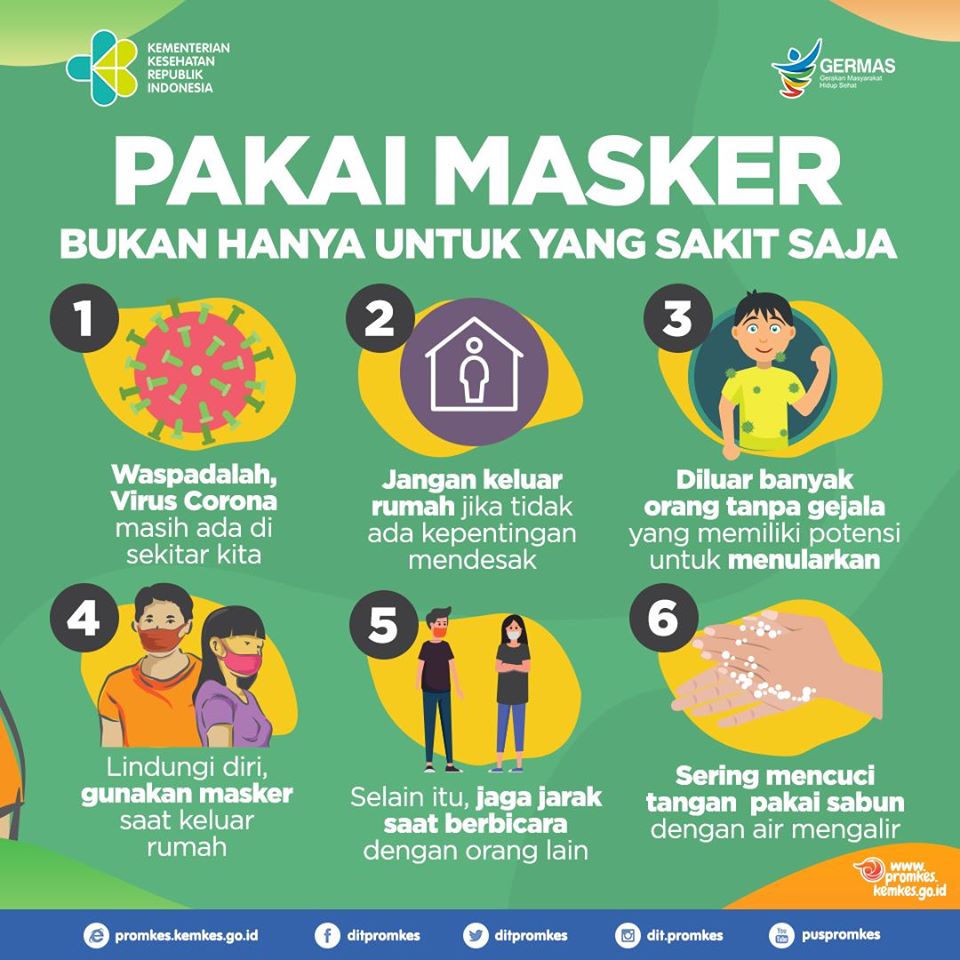 KEMENTERIAN
KESEHATAN
REPUBLIK
INDONESIA
GERMAS
Gerakan Masyarakat
Hidup Sehat
PAKAI MASKER
BUKAN HANYA UNTUK YANG SAKIT SAJA
1
Waspadalah,
Virus Corona
masih ada di
sekitar kita
2
Jangan keluar
rumah jika tidak
ada kepentingan
mendesak
3
Diluar banyak
orang tanpa gejala
yang memiliki potensi
untuk menularkan
4
Lindungi diri,
gunakan masker
saat keluar
rumah
5
Selain itu, jaga jarak
saat berbicara
dengan orang lain
6
Sering mencuci
tangan pakai sabun
dengan air mengalir
www.
promkes.
kemkes.go.id
promkes.kemkes.go.id
ditpromkes
ditpromkes
dit.promkes
You
Tube
puspromkes